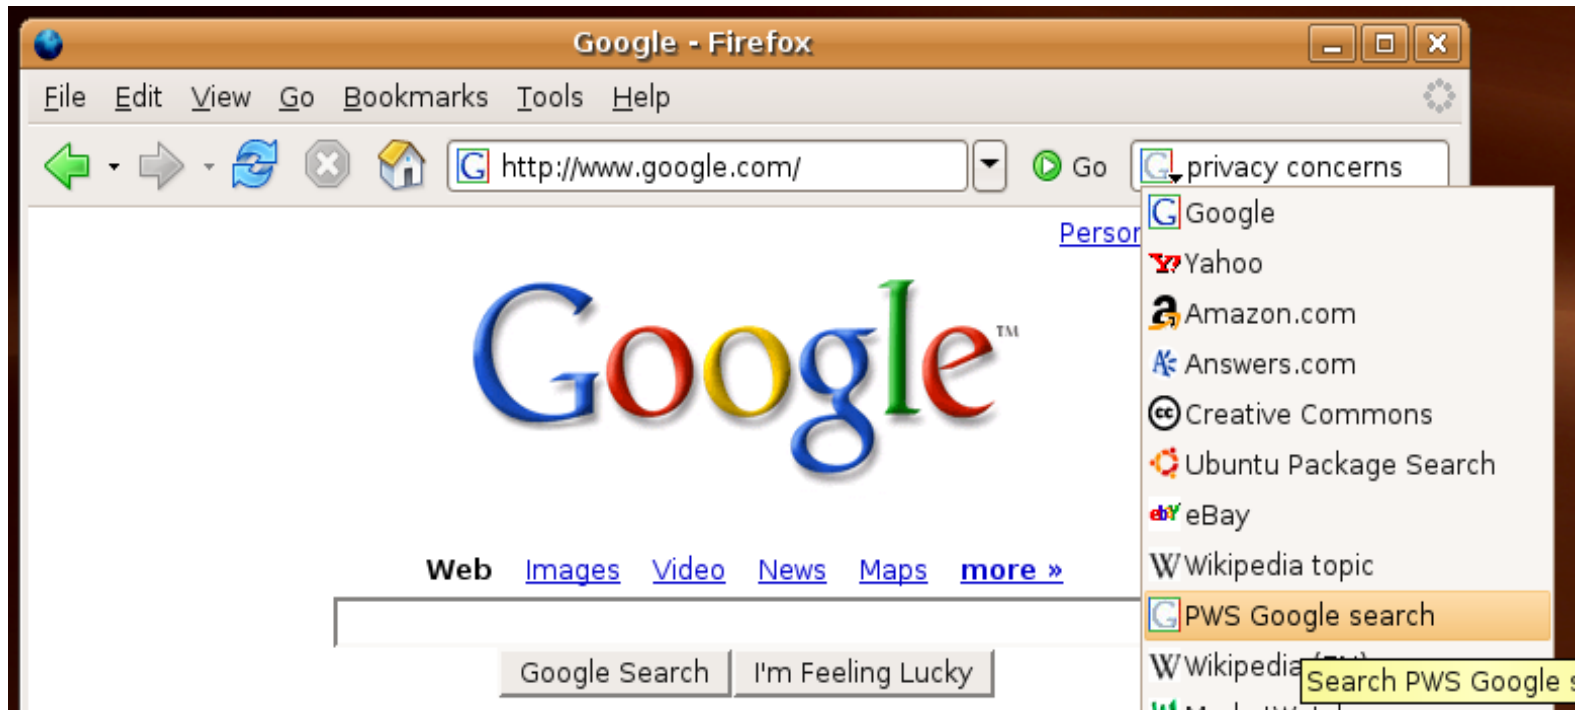 Google - Firefox
File Edit View Go Bookmarks Tools Help
http://www.google.com/ Go privacy concerns
Google
Yahoo
Amazon.com
Answers.com
Creative Commons
Ubuntu Package Search
eBay
Wikipedia topic
PWS Google search
Wikipedia
Search PWS Google
Google™
Web Images Video News Maps more »
Google Search I'm Feeling Lucky